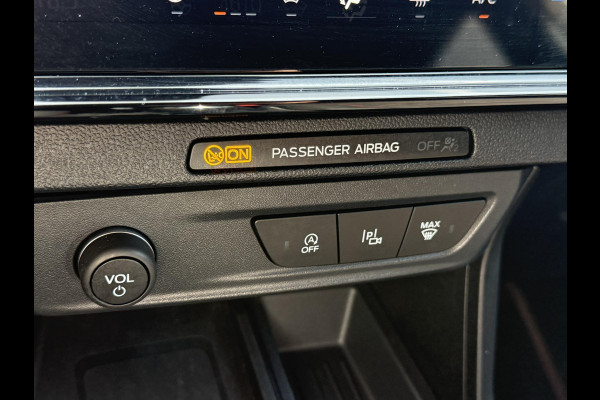 A/C
ON PASSENGER AIRBAG OFF
A
OFF
P
MAX
VOL